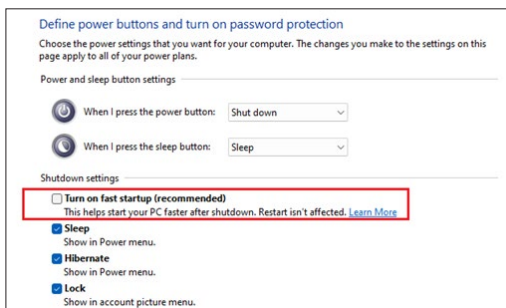 Define power buttons and turn on password protection
Choose the power settings that you want for your computer. The changes you make to the settings on this
page apply to all of your power plans.
Power and sleep button settings
When I press the power button: Shut down
When I press the sleep button: Sleep
Shutdown settings
Turn on fast startup (recommended)
This helps start your PC faster after shutdown. Restart isn't affected. Learn More
Sleep
Show in Power menu.
Hibernate
Show in Power menu.
Lock
Show in account picture menu.